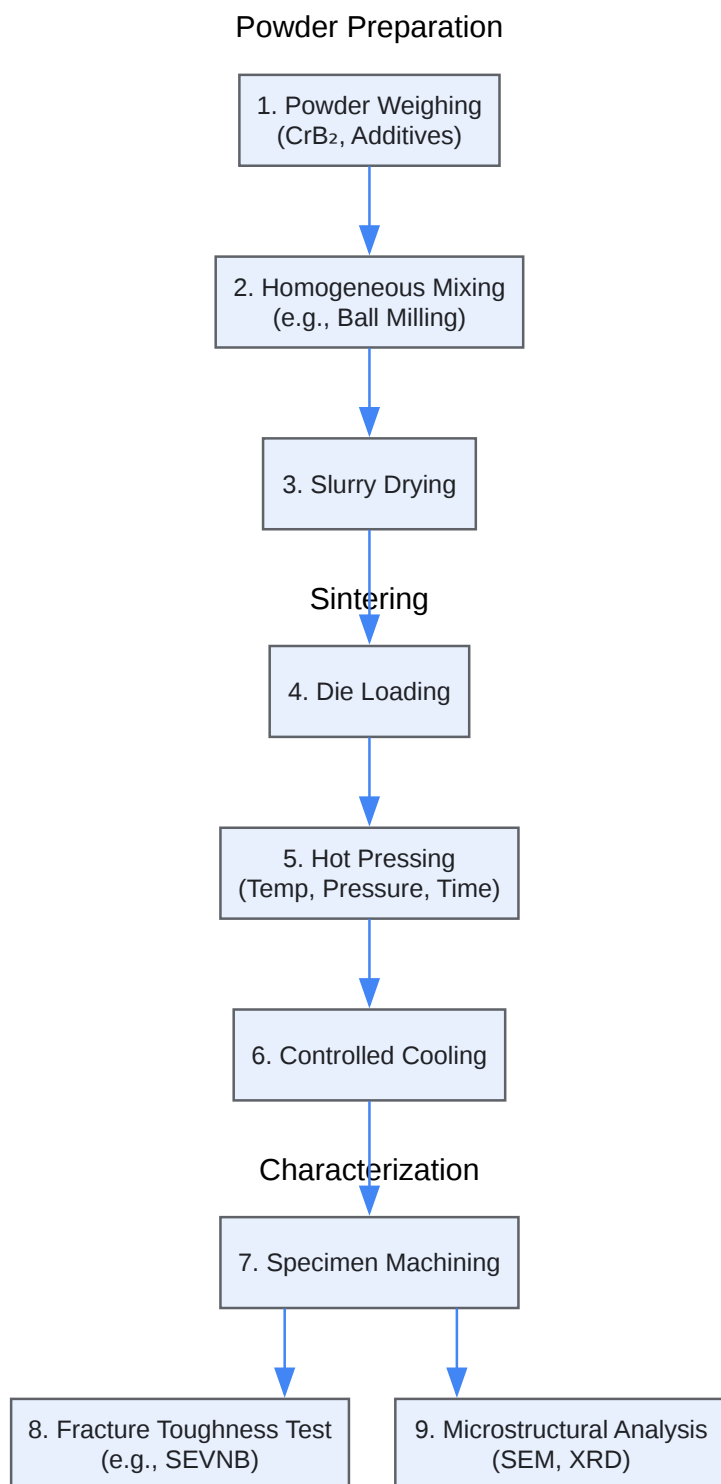 Powder Preparation
1. Powder Weighing
(CrB₂, Additives)
2. Homogeneous Mixing
(e.g., Ball Milling)
3. Slurry Drying
Sintering
4. Die Loading
5. Hot Pressing
(Temp, Pressure, Time)
6. Controlled Cooling
Characterization
7. Specimen Machining
8. Fracture Toughness Test
(e.g., SEVNB)
9. Microstructural Analysis
(SEM, XRD)